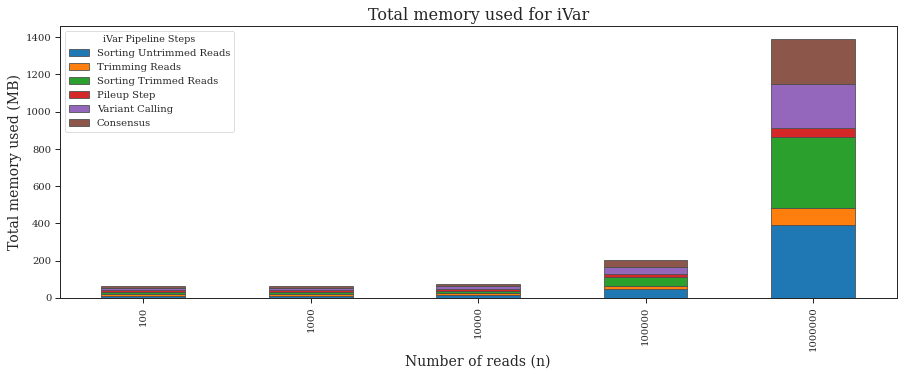 Total memory used for iVar
Total memory used (MB)
1400
1200
1000
800
600
400
200
0
iVar Pipeline Steps
Sorting Untrimmed Reads
Trimming Reads
Sorting Trimmed Reads
Pileup Step
Variant Calling
Consensus
100
1000
10000
1000000
1000000
Number of reads (n)